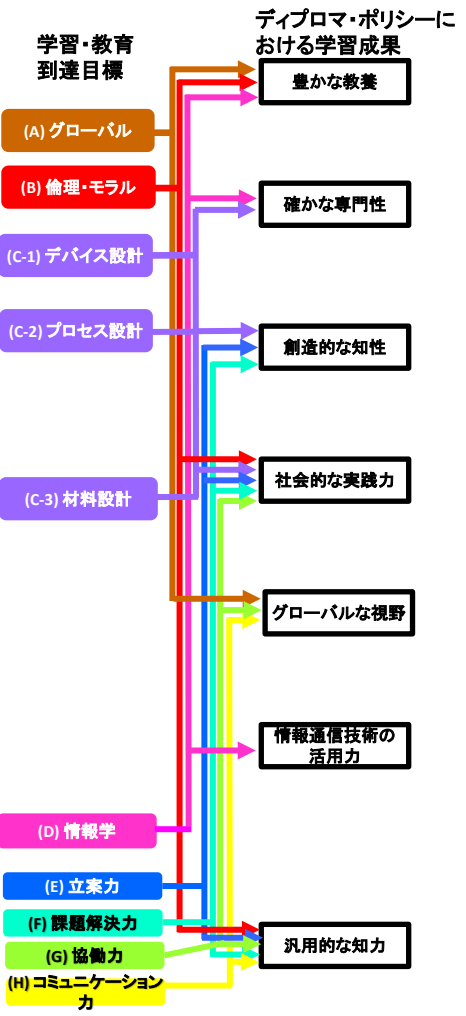 学習・教育
到達目標
ディプロマ・ポリシーに
おける学習成果
(A) グローバル
(B) 倫理・モラル
(C-1) デバイス設計
(C-2) プロセス設計
(C-3) 材料設計
(D) 情報学
(E) 立案力
(F) 課題解決力
(G) 協働力
(H) コミュニケーション
力
豊かな教養
確かな専門性
創造的な知性
社会的な実践力
グローバルな視野
情報通信技術の
活用力
汎用的な知力